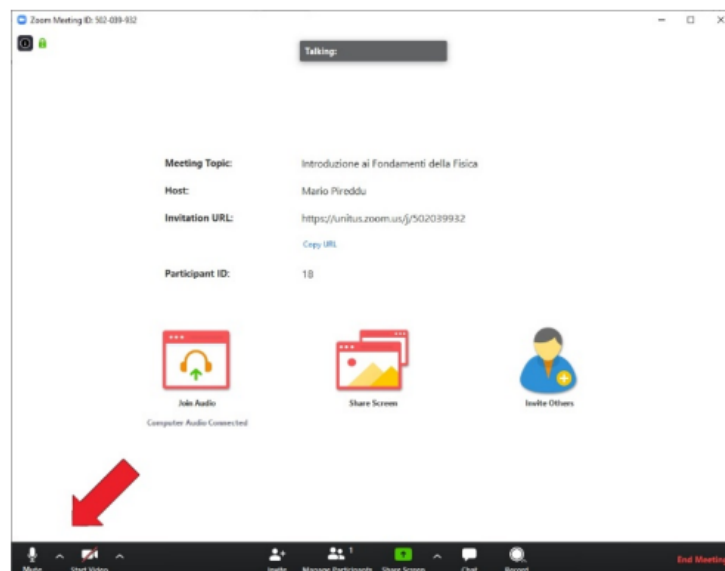 Zoom Meeting ID: 502-039-932
Talking:
Meeting Topic: Introduzione ai Fondamenti della Fisica
Host: Mario Pireddu
Invitation URL: https://unitus.zoom.us/j/502039932
Copy URL
Participant ID: 18
Join Audio Share Screen Invite Others
Computer Audio Connected
1
Mute Start Video Invite Manage Participants Share Screen Chat Record End Meeting